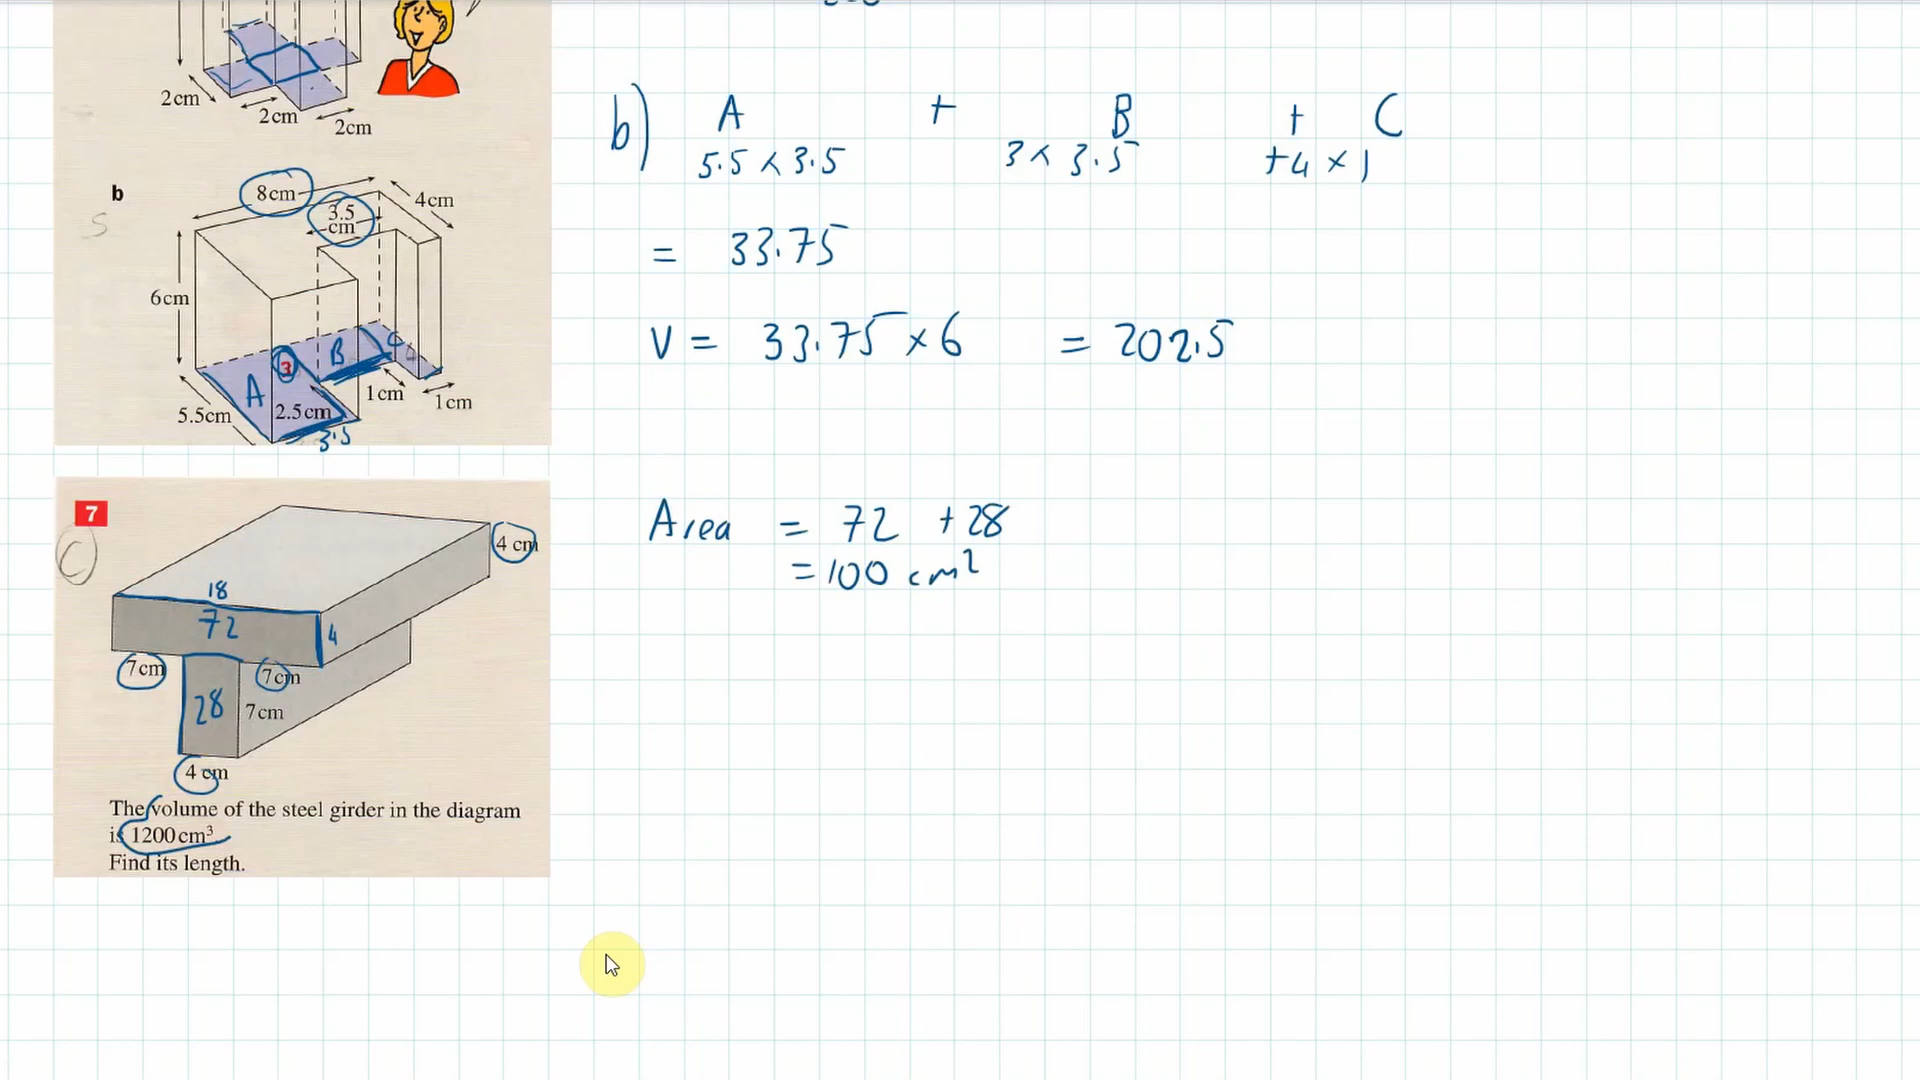 2cm
2cm
2cm
b) A + B + C
5.5 × 3.5 3 × 3.5 +4 × 1
b
8cm
4cm
3.5
cm
= 33.75
6cm
V = 33.75 × 6 = 202.5
3
B
C
A
5.5cm
2.5cm
1cm
1cm
3.5
7
Area = 72 + 28
= 100 cm²
4 cm
18
72
4
7cm
7cm
28
7cm
4 cm
The volume of the steel girder in the diagram
is 1200 cm³.
Find its length.